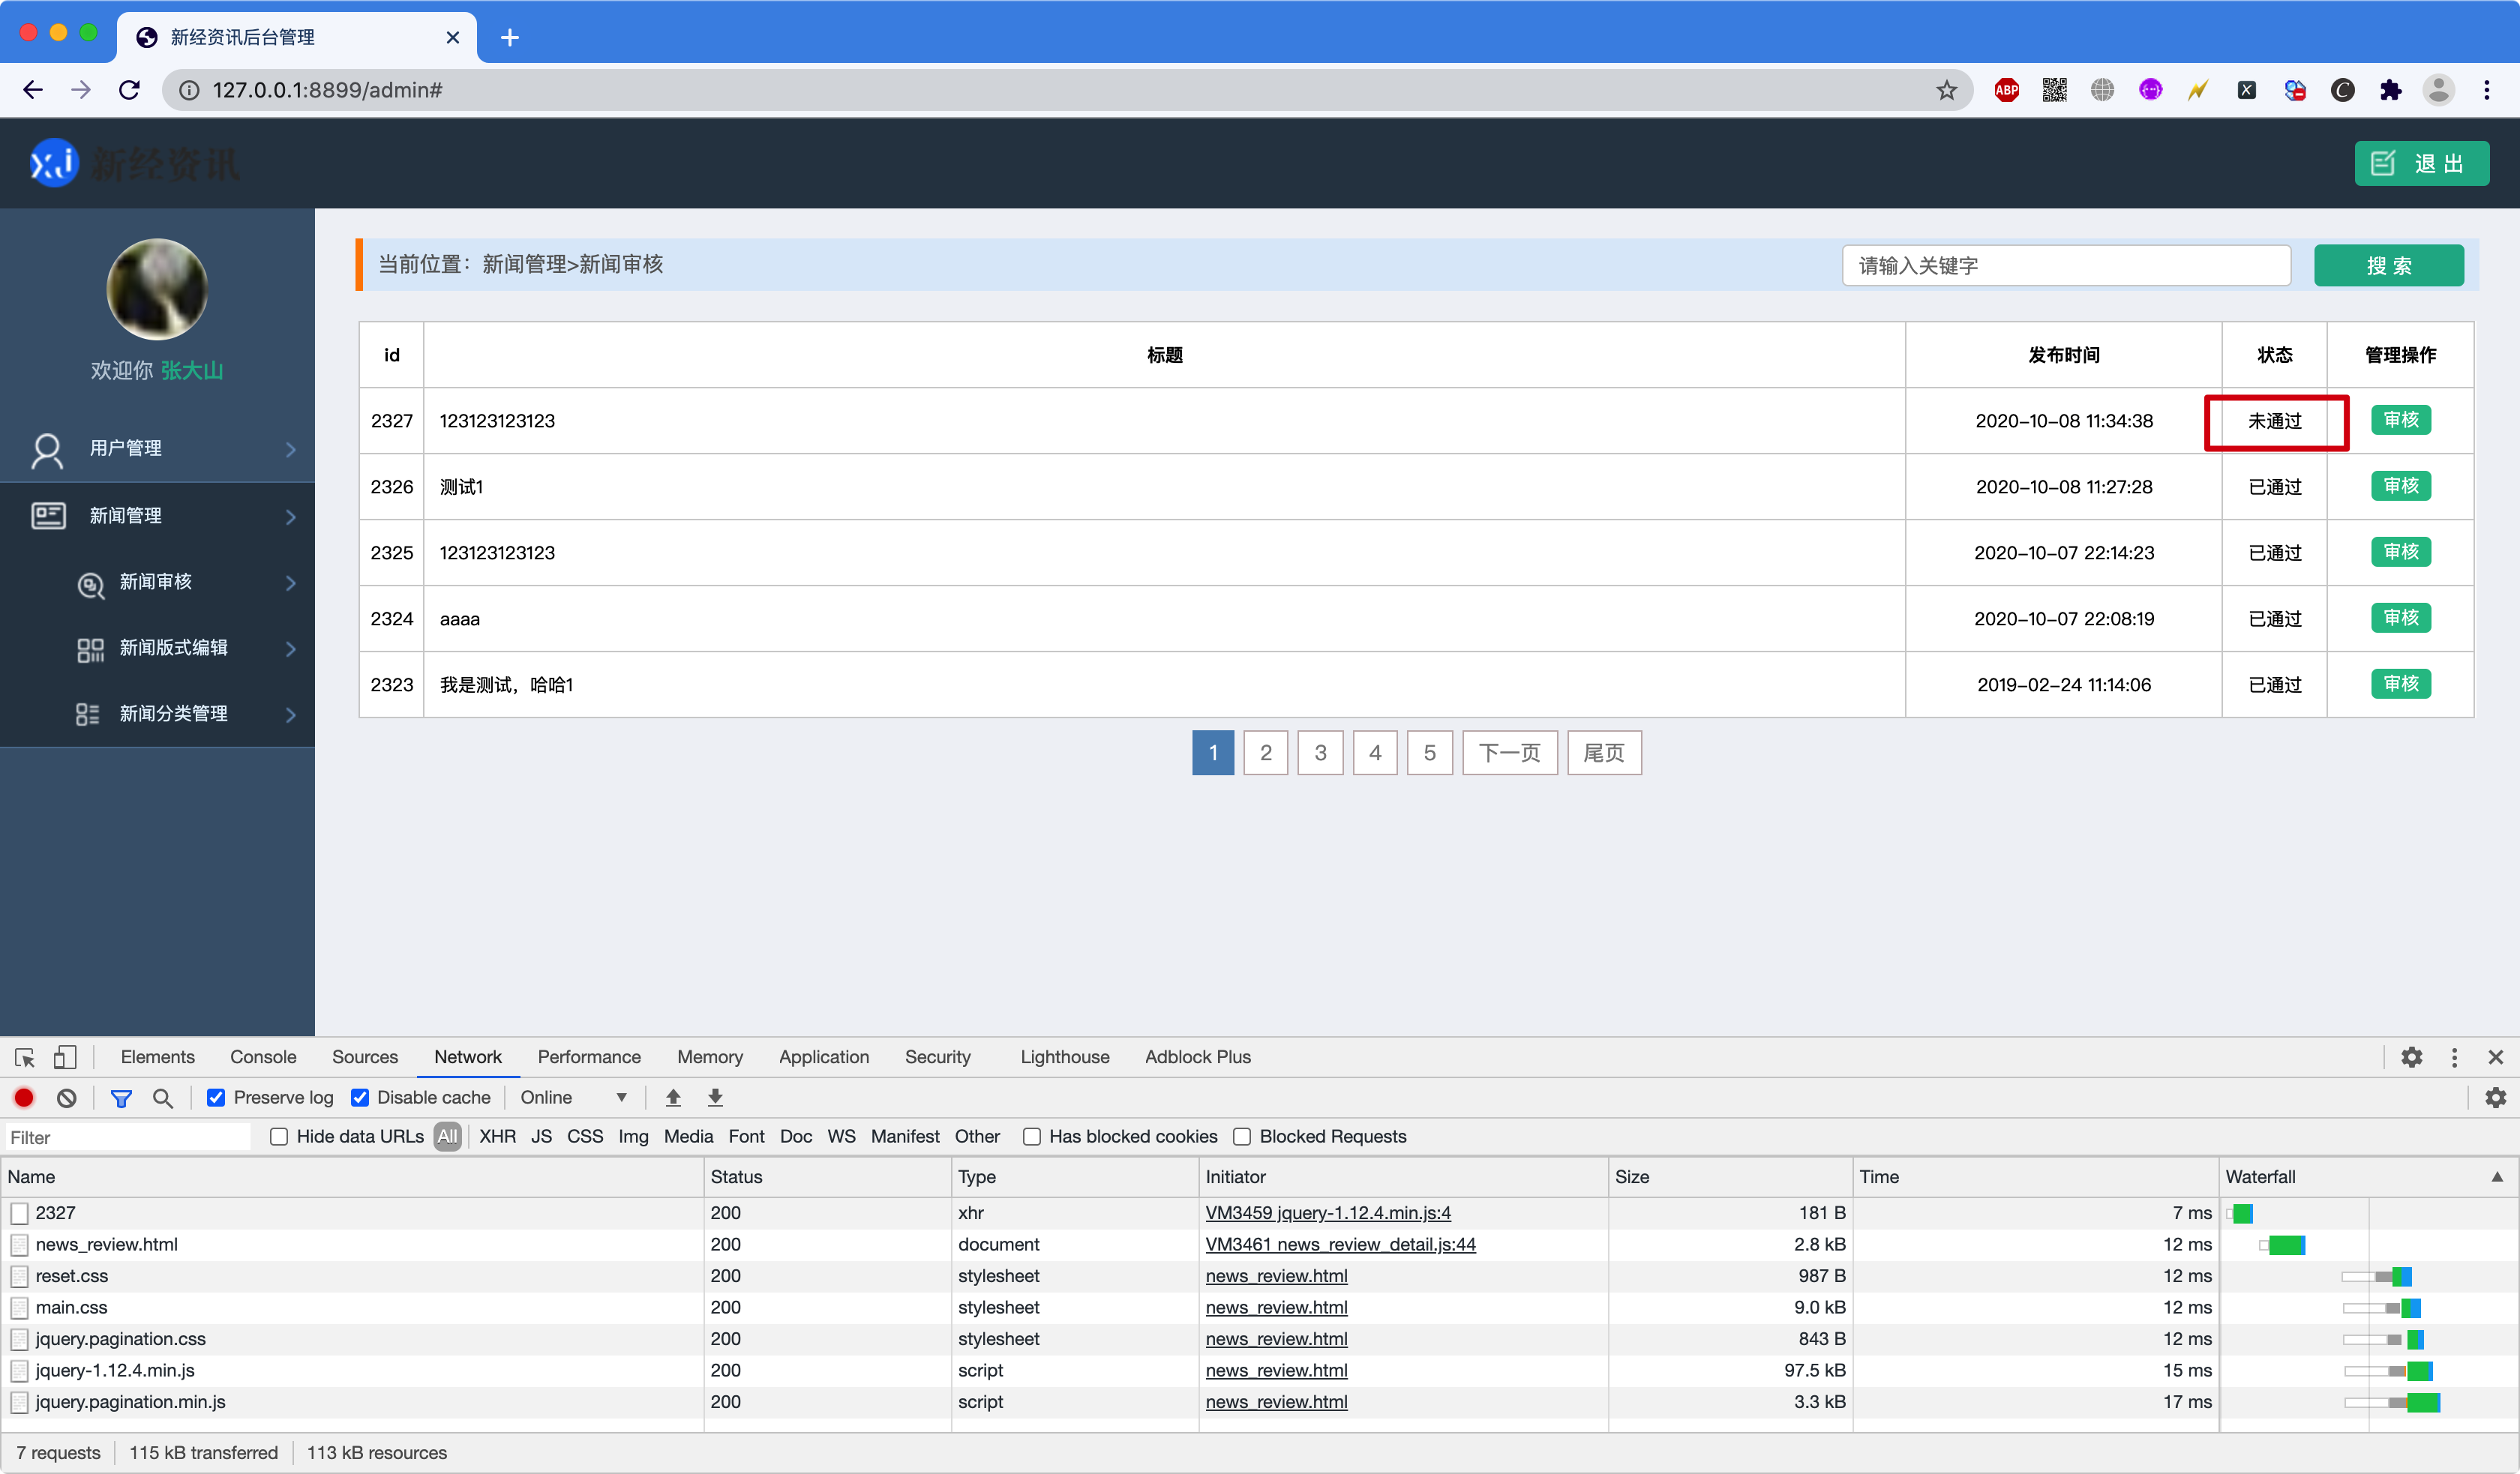 新经资讯后台管理
127.0.0.1:8899/admin#
ABP
新经资讯
退 出
欢迎你 张大山
用户管理
新闻管理
新闻审核
新闻版式编辑
新闻分类管理
当前位置：新闻管理>新闻审核
请输入关键字
搜 索
id 标题 发布时间 状态 管理操作
2327 123123123123 2020-10-08 11:34:38 未通过 审核
2326 测试1 2020-10-08 11:27:28 已通过 审核
2325 123123123123 2020-10-07 22:14:23 已通过 审核
2324 aaaa 2020-10-07 22:08:19 已通过 审核
2323 我是测试，哈哈1 2019-02-24 11:14:06 已通过 审核
1 2 3 4 5 下一页 尾页
Elements Console Sources Network Performance Memory Application Security Lighthouse Adblock Plus
Preserve log Disable cache Online
Filter Hide data URLs All XHR JS CSS Img Media Font Doc WS Manifest Other Has blocked cookies Blocked Requests
Name Status Type Initiator Size Time Waterfall
2327 200 xhr VM3459 jquery-1.12.4.min.js:4 181 B 7 ms
news_review.html 200 document VM3461 news_review_detail.js:44 2.8 kB 12 ms
reset.css 200 stylesheet news_review.html 987 B 12 ms
main.css 200 stylesheet news_review.html 9.0 kB 12 ms
jquery.pagination.css 200 stylesheet news_review.html 843 B 12 ms
jquery-1.12.4.min.js 200 script news_review.html 97.5 kB 15 ms
jquery.pagination.min.js 200 script news_review.html 3.3 kB 17 ms
7 requests 115 kB transferred 113 kB resources